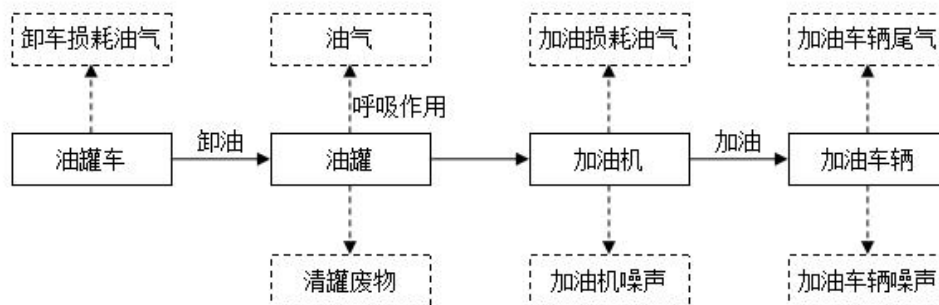 卸车损耗油气
油气
加油损耗油气
加油车辆尾气
呼吸作用
油罐车
卸油
油罐
加油机
加油
加油车辆
清罐废物
加油机噪声
加油车辆噪声